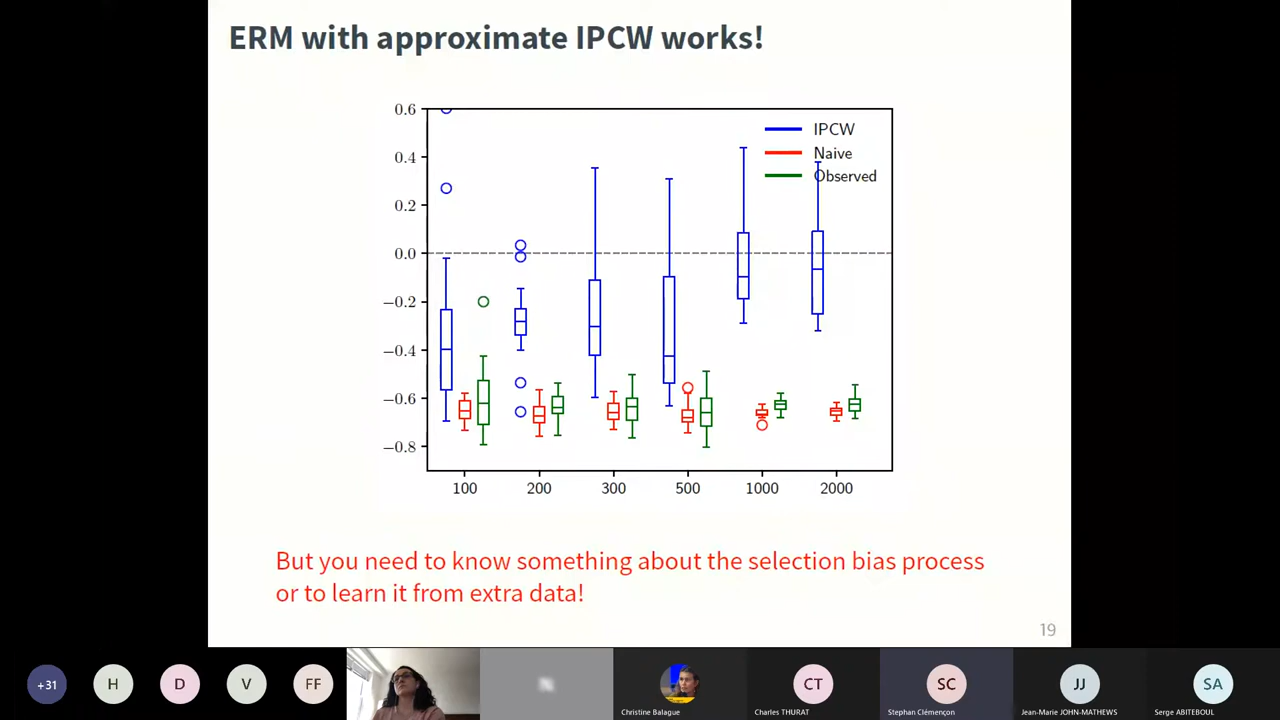 ERM with approximate IPCW works!
0.6
0.4
0.2
0.0
−0.2
−0.4
−0.6
−0.8
IPCW
Naive
Observed
100 200 300 500 1000 2000
But you need to know something about the selection bias process
or to learn it from extra data!
19
+31 H D V FF CT SC JJ SA
Christine Balague Charles THURAT Stephan Clémençon Jean-Marie JOHN-MATHEWS Serge ABITEBOUL